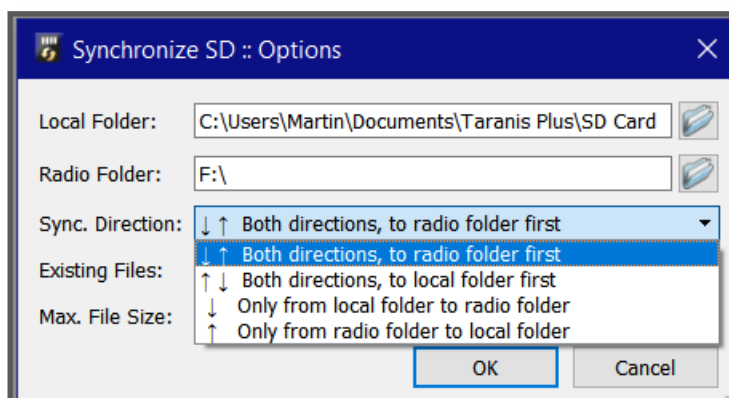 Synchronize SD :: Options
Local Folder: C:\Users\Martin\Documents\Taranis Plus\SD Card
Radio Folder: F:\
Sync. Direction: ↓↑ Both directions, to radio folder first
↓↑ Both directions, to radio folder first
Existing Files: ↑↓ Both directions, to local folder first
↓ Only from local folder to radio folder
Max. File Size: ↑ Only from radio folder to local folder
OK Cancel